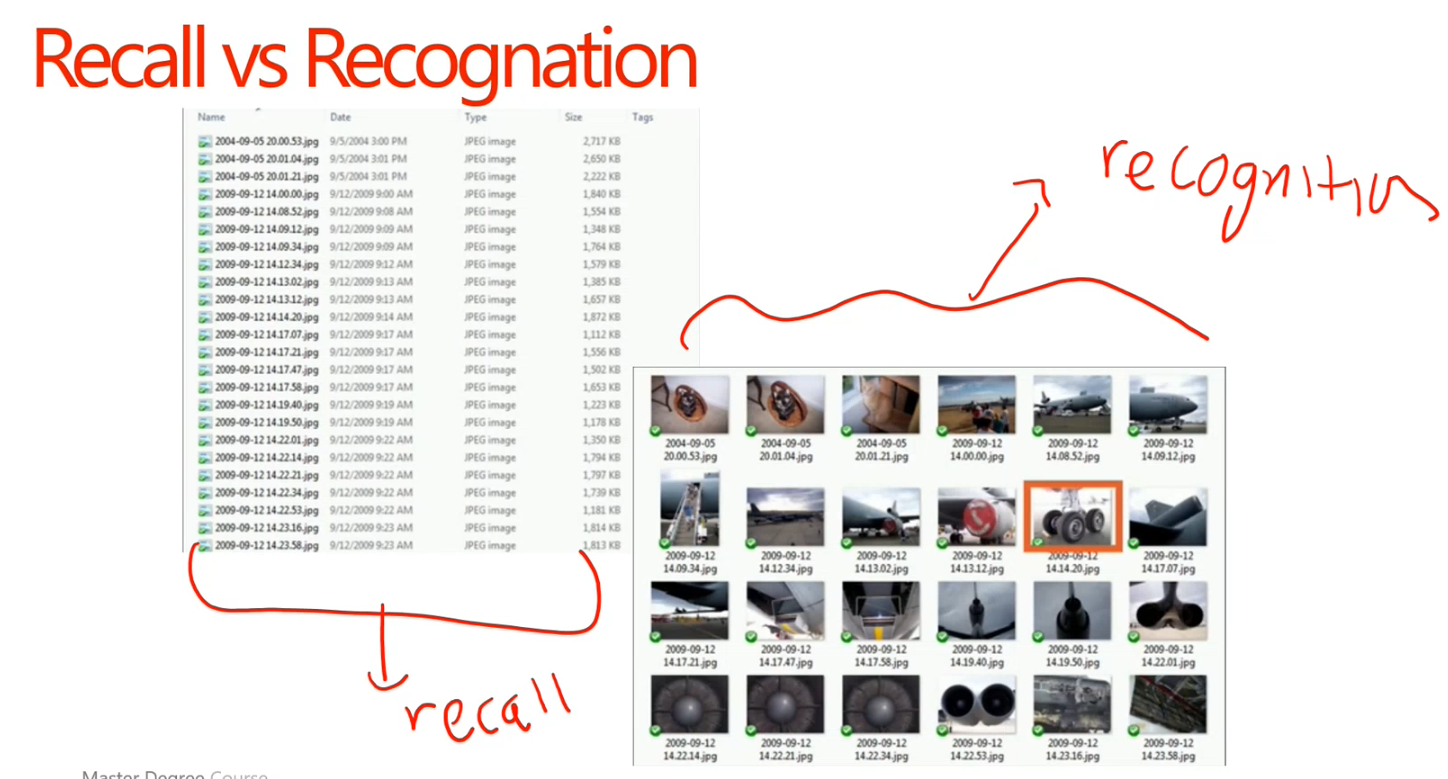 Recall vs Recognation
Name Date Type Size Tags
2004-09-05 20.00.53.jpg 9/5/2004 3:00 PM JPEG image 2,717 KB
2004-09-05 20.01.04.jpg 9/5/2004 3:01 PM JPEG image 2,650 KB
2004-09-05 20.01.21.jpg 9/5/2004 3:01 PM JPEG image 2,222 KB
2009-09-12 14.00.00.jpg 9/12/2009 9:00 AM JPEG image 1,840 KB
2009-09-12 14.08.52.jpg 9/12/2009 9:08 AM JPEG image 1,554 KB
2009-09-12 14.09.12.jpg 9/12/2009 9:09 AM JPEG image 1,348 KB
2009-09-12 14.09.34.jpg 9/12/2009 9:09 AM JPEG image 1,764 KB
2009-09-12 14.12.34.jpg 9/12/2009 9:12 AM JPEG image 1,579 KB
2009-09-12 14.13.02.jpg 9/12/2009 9:13 AM JPEG image 1,385 KB
2009-09-12 14.13.12.jpg 9/12/2009 9:13 AM JPEG image 1,657 KB
2009-09-12 14.14.20.jpg 9/12/2009 9:14 AM JPEG image 1,872 KB
2009-09-12 14.17.07.jpg 9/12/2009 9:17 AM JPEG image 1,112 KB
2009-09-12 14.17.21.jpg 9/12/2009 9:17 AM JPEG image 1,556 KB
2009-09-12 14.17.47.jpg 9/12/2009 9:17 AM JPEG image 1,502 KB
2009-09-12 14.17.58.jpg 9/12/2009 9:17 AM JPEG image 1,653 KB
2009-09-12 14.19.40.jpg 9/12/2009 9:19 AM JPEG image 1,223 KB
2009-09-12 14.19.50.jpg 9/12/2009 9:19 AM JPEG image 1,178 KB
2009-09-12 14.22.01.jpg 9/12/2009 9:22 AM JPEG image 1,350 KB
2009-09-12 14.22.14.jpg 9/12/2009 9:22 AM JPEG image 1,794 KB
2009-09-12 14.22.21.jpg 9/12/2009 9:22 AM JPEG image 1,797 KB
2009-09-12 14.22.34.jpg 9/12/2009 9:22 AM JPEG image 1,739 KB
2009-09-12 14.22.53.jpg 9/12/2009 9:22 AM JPEG image 1,181 KB
2009-09-12 14.23.16.jpg 9/12/2009 9:23 AM JPEG image 1,814 KB
2009-09-12 14.23.58.jpg 9/12/2009 9:23 AM JPEG image 1,813 KB
recall
recognition
2004-09-05 2004-09-05 2004-09-05 2009-09-12 2009-09-12 2009-09-12
20.00.53.jpg 20.01.04.jpg 20.01.21.jpg 14.00.00.jpg 14.08.52.jpg 14.09.12.jpg
2009-09-12 2009-09-12 2009-09-12 2009-09-12 2009-09-12 2009-09-12
14.09.34.jpg 14.12.34.jpg 14.13.02.jpg 14.13.12.jpg 14.14.20.jpg 14.17.07.jpg
2009-09-12 2009-09-12 2009-09-12 2009-09-12 2009-09-12 2009-09-12
14.17.21.jpg 14.17.47.jpg 14.17.58.jpg 14.19.40.jpg 14.19.50.jpg 14.22.01.jpg
2009-09-12 2009-09-12 2009-09-12 2009-09-12 2009-09-12 2009-09-12
14.22.14.jpg 14.22.21.jpg 14.22.34.jpg 14.22.53.jpg 14.23.16.jpg 14.23.58.jpg
Master Degree Course